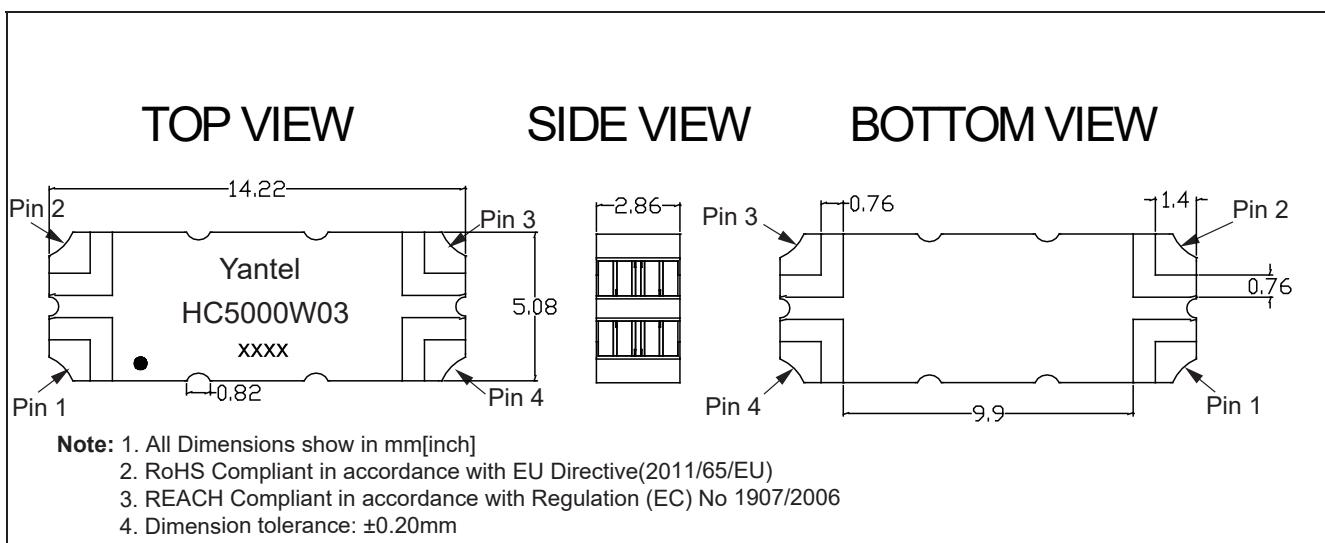 TOP VIEW
SIDE VIEW
BOTTOM VIEW
14.22
Pin 2
Pin 3
Yantel
HC5000W03
xxxx
5.08
Pin 1
0.82
Pin 4
2.86
0.76
1.4
Pin 3
Pin 2
0.76
Pin 4
Pin 1
9.9
Note: 1. All Dimensions show in mm[inch]
2. RoHS Compliant in accordance with EU Directive(2011/65/EU)
3. REACH Compliant in accordance with Regulation (EC) No 1907/2006
4. Dimension tolerance: ±0.20mm